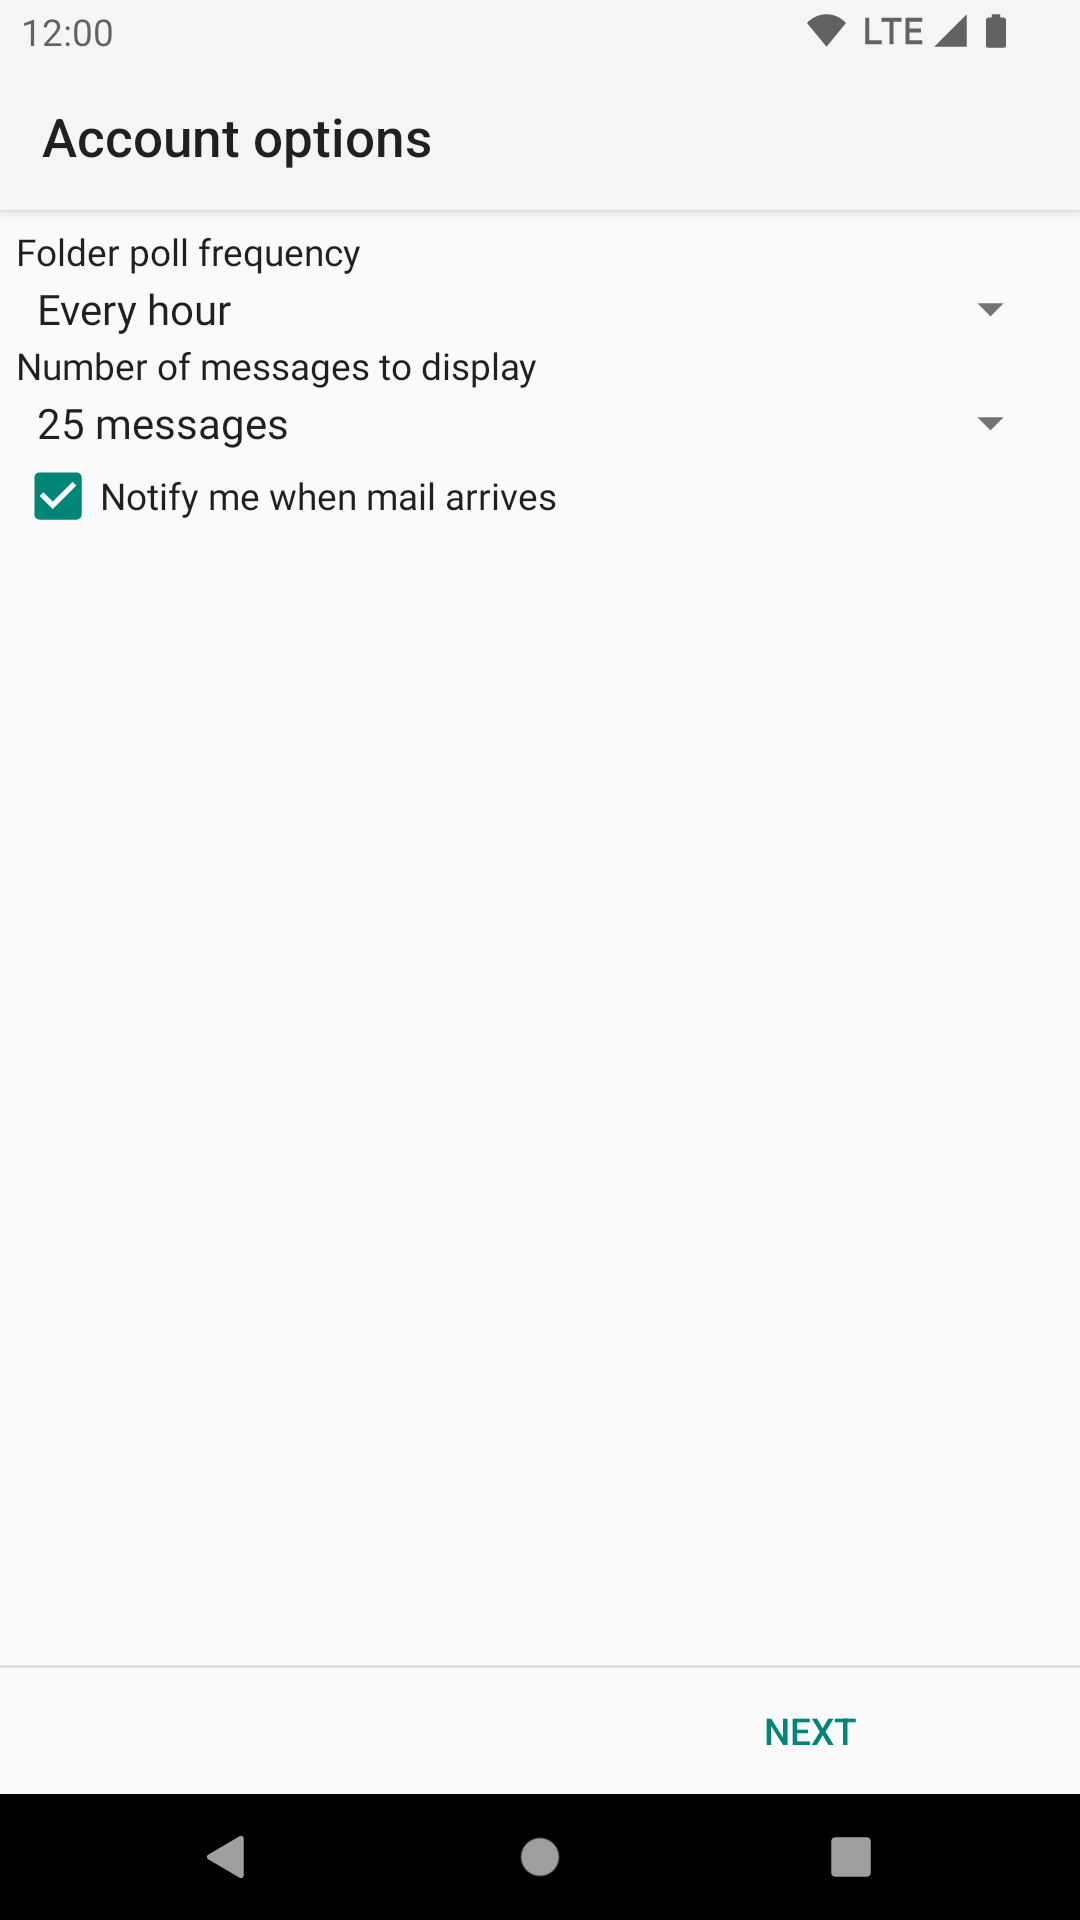 12:00 LTE
Account options
Folder poll frequency
Every hour
Number of messages to display
25 messages
Notify me when mail arrives
NEXT